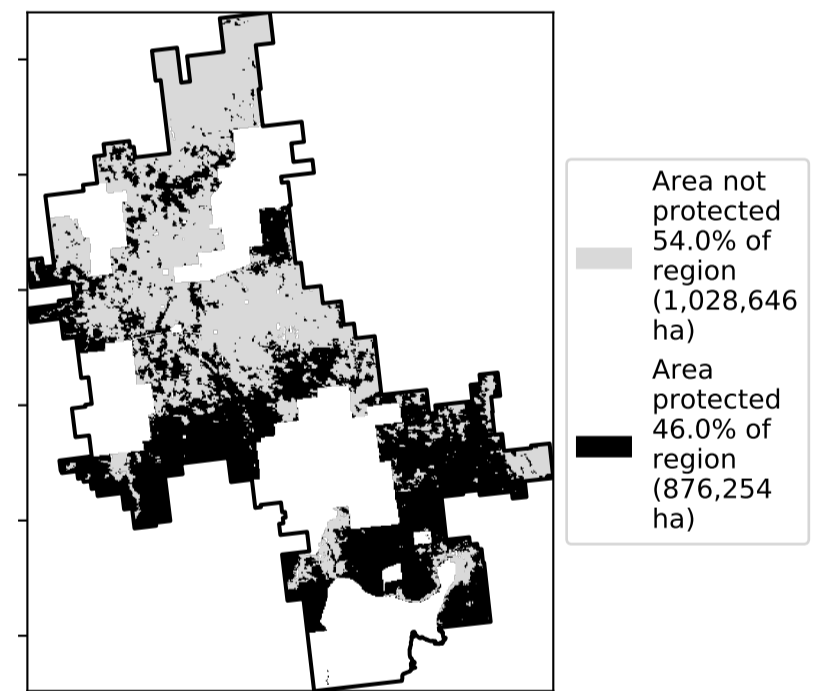 Area not
protected
54.0% of
region
(1,028,646
ha)
Area
protected
46.0% of
region
(876,254
ha)